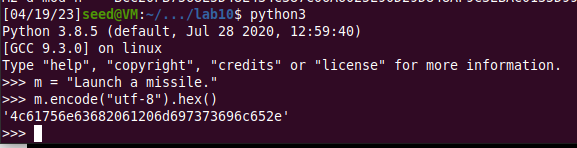 [04/19/23]seed@VM:~/.../lab10$ python3
Python 3.8.5 (default, Jul 28 2020, 12:59:40)
[GCC 9.3.0] on linux
Type "help", "copyright", "credits" or "license" for more information.
>>> m = "Launch a missile."
>>> m.encode("utf-8").hex()
'4c61756e63682061206d697373696c652e'
>>>